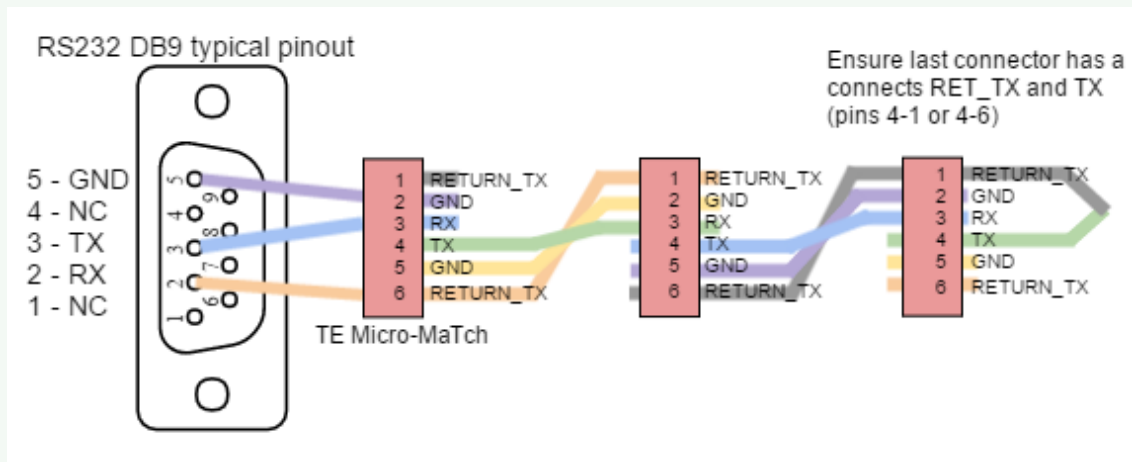 RS232 DB9 typical pinout
Ensure last connector has a
connects RET_TX and TX
(pins 4-1 or 4-6)
5 - GND
4 - NC
3 - TX
2 - RX
1 - NC
5
9
4
8
3
7
2
6
1
1 RETURN_TX
2 GND
3 RX
4 TX
5 GND
6 RETURN_TX
TE Micro-MaTch
1 RETURN_TX
2 GND
3 RX
4 TX
5 GND
6 RETURN_TX
1 RETURN_TX
2 GND
3 RX
4 TX
5 GND
6 RETURN_TX